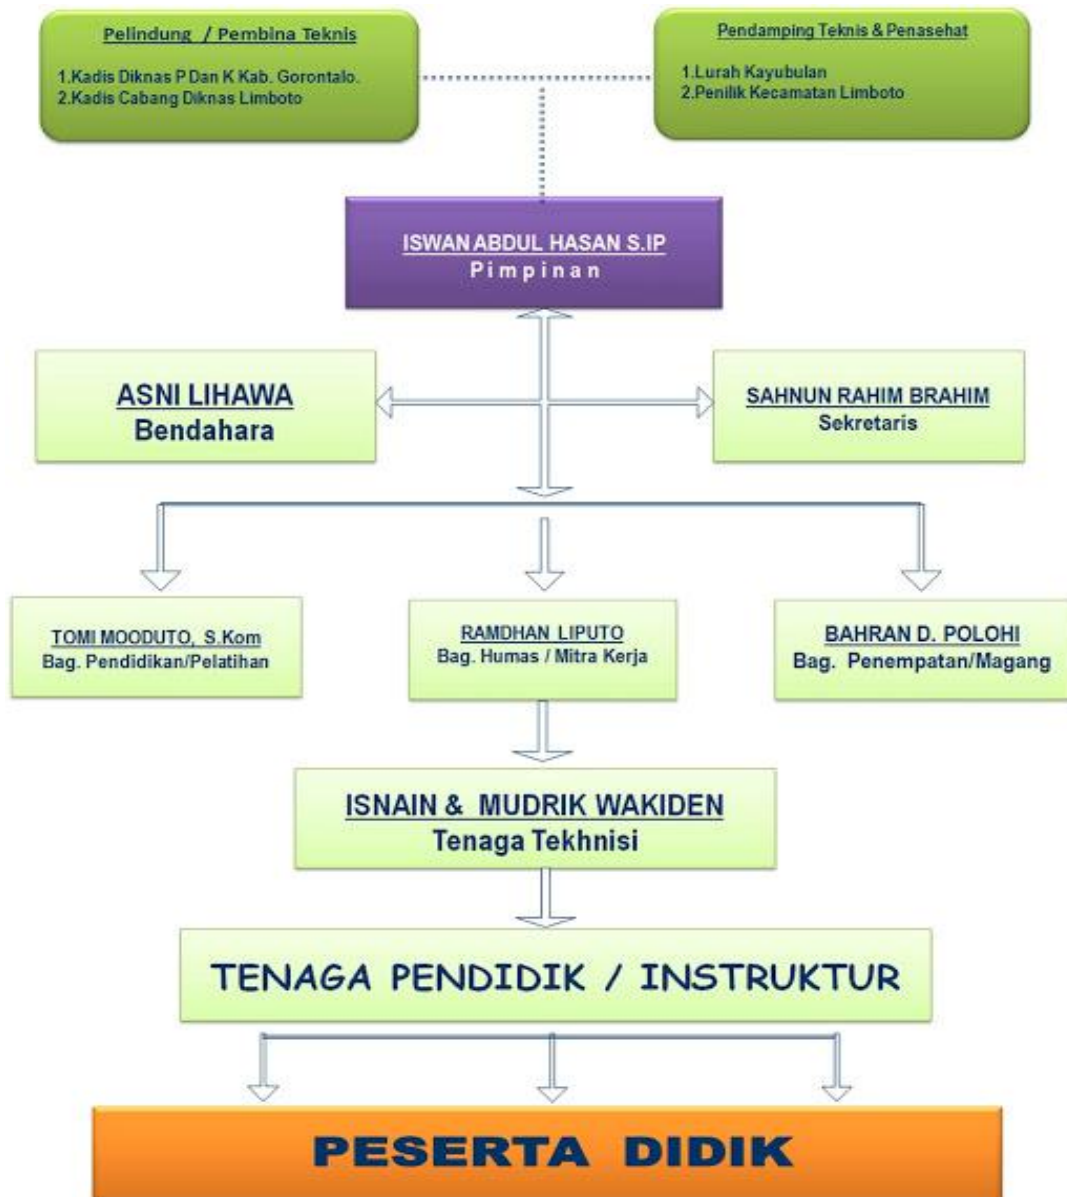 Pelindung / Pembina Teknis
1.Kadis Diknas P Dan K Kab. Gorontalo.
2.Kadis Cabang Diknas Limboto
Pendamping Teknis & Penasehat
1.Lurah Kayubulan
2.Penilik Kecamatan Limboto
ISWAN ABDUL HASAN S.IP
Pimpinan
ASNI LIHAWA
Bendahara
SAHNUN RAHIM BRAHIM
Sekretaris
TOMI MOODUTO, S.Kom
Bag. Pendidikan/Pelatihan
RAMDHAN LIPUTO
Bag. Humas / Mitra Kerja
BAHRAN D. POLOHI
Bag. Penempatan/Magang
ISNAIN & MUDRIK WAKIDEN
Tenaga Tekhnisi
TENAGA PENDIDIK / INSTRUKTUR
PESERTA DIDIK